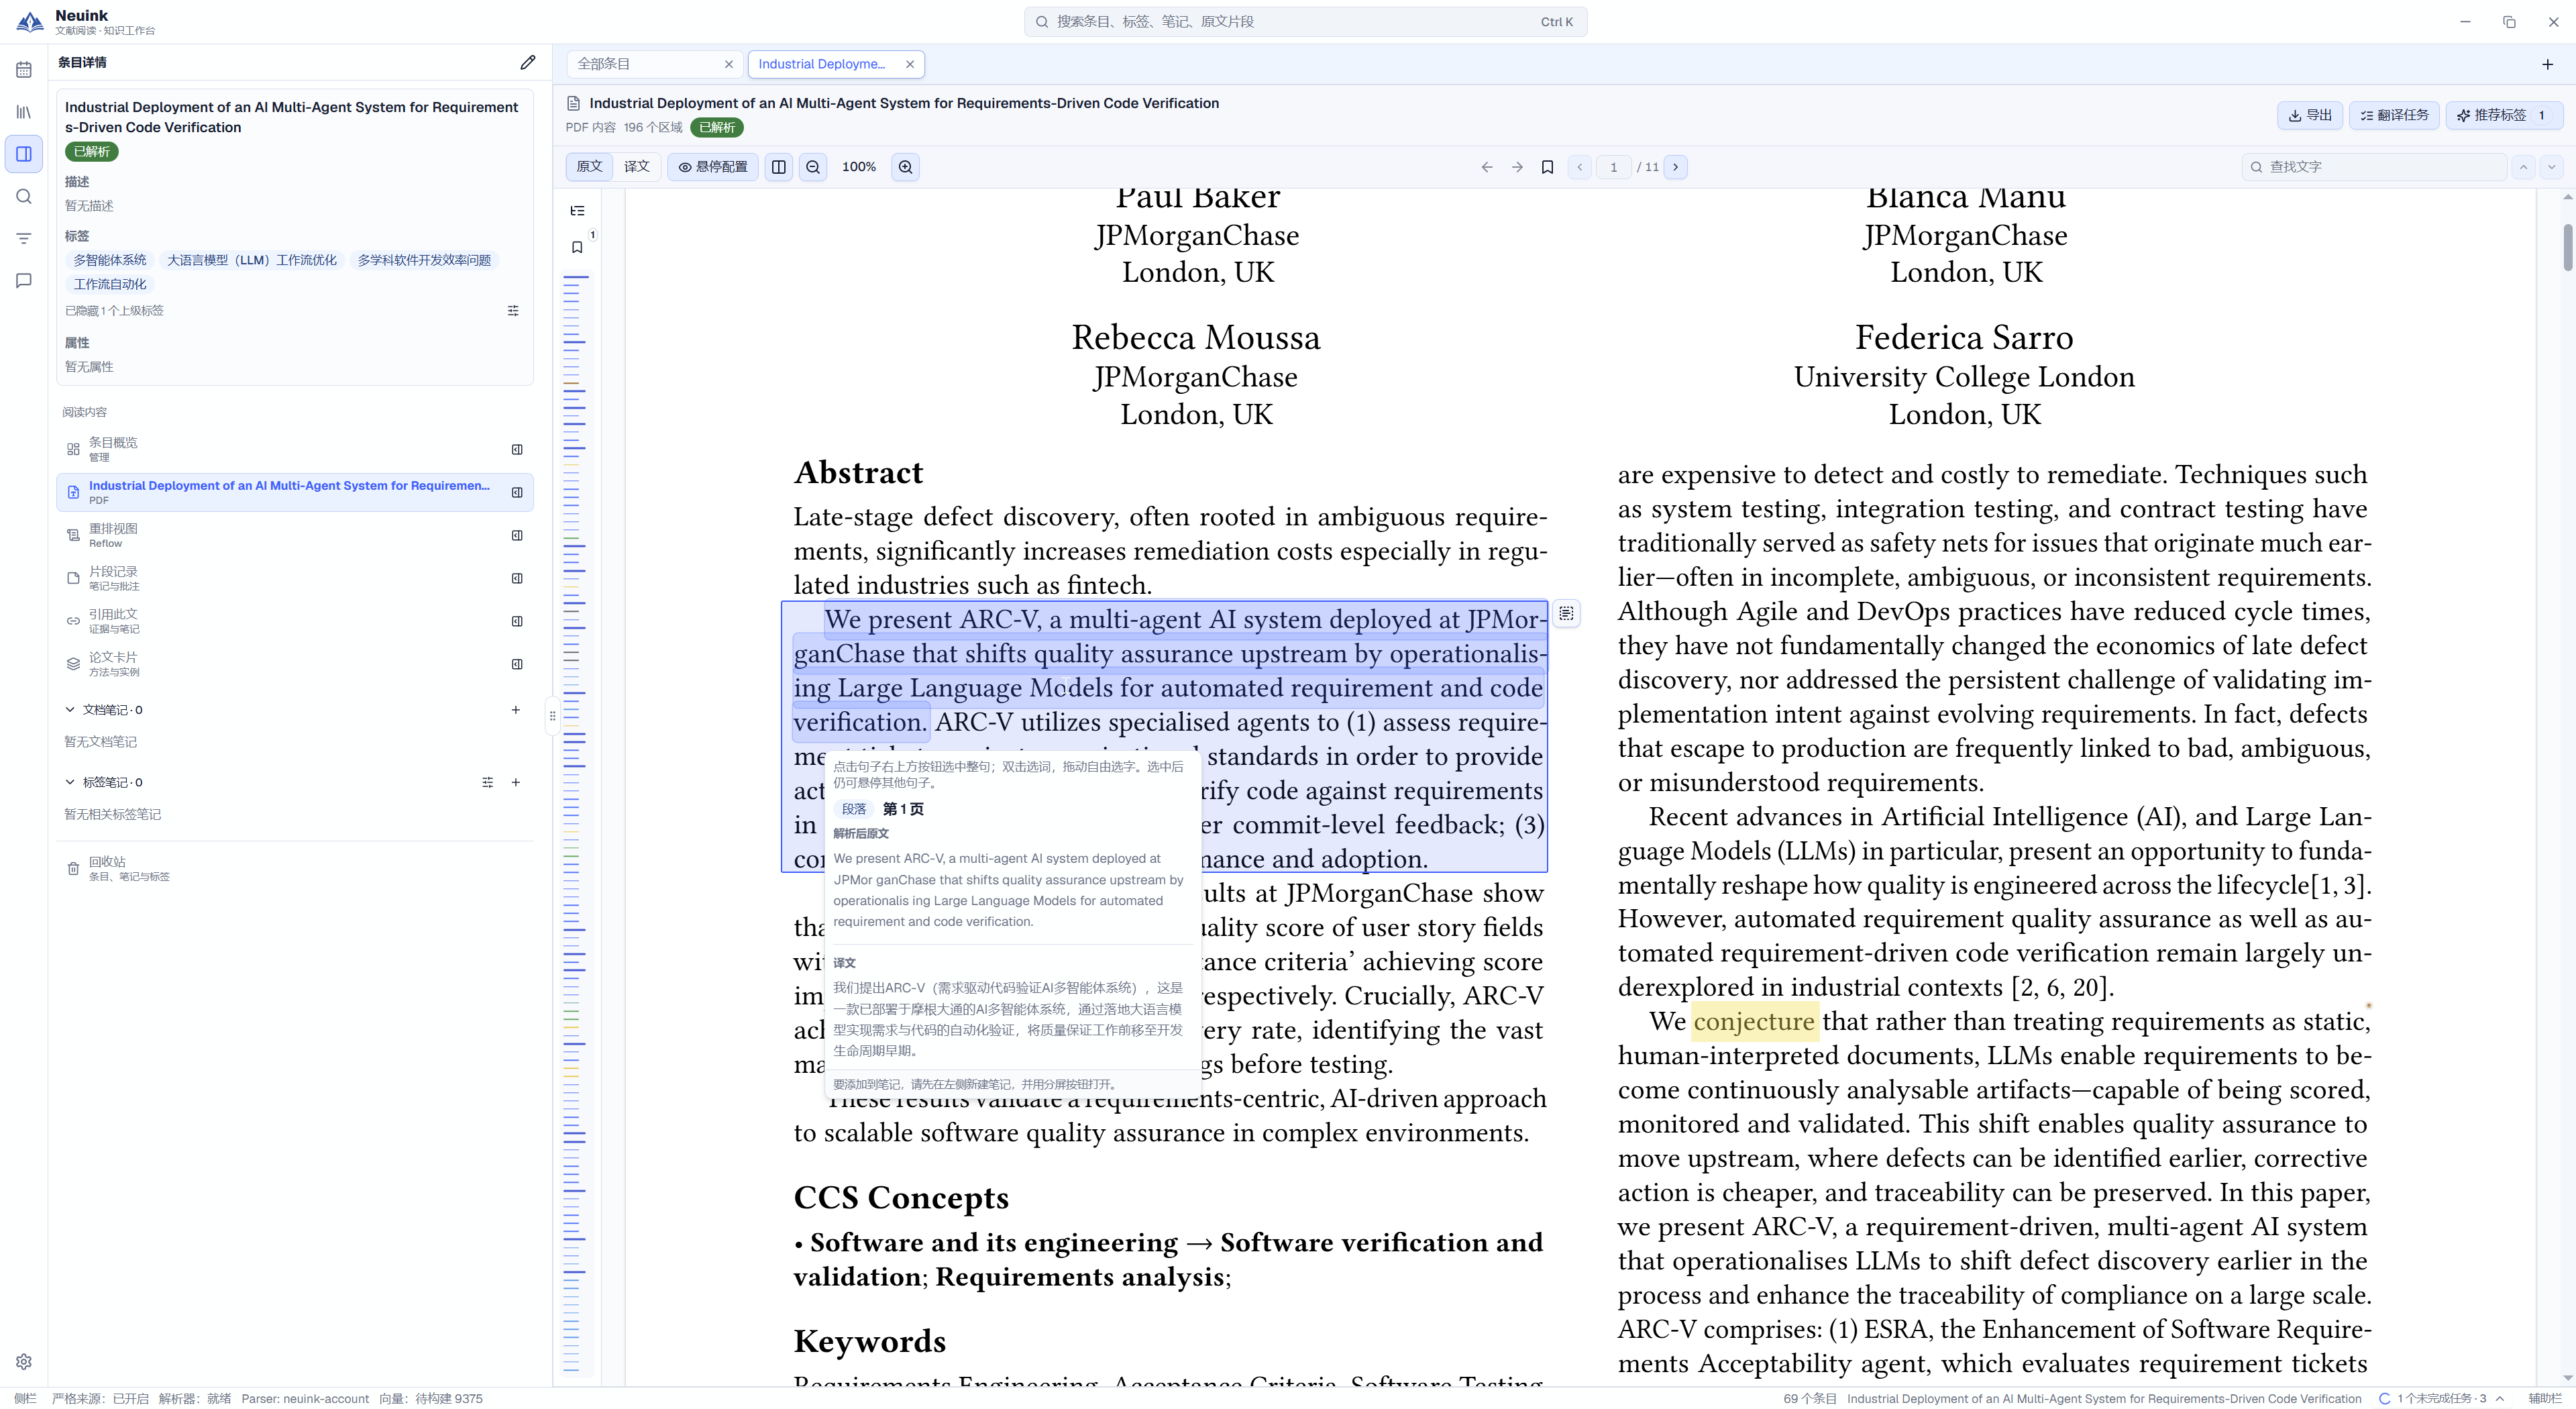 Neuink
文献阅读 · 知识工作台
搜索条目、标签、笔记、原文片段
Ctrl K
条目详情
Industrial Deployment of an AI Multi-Agent System for Requirement
s-Driven Code Verification
已解析
描述
暂无描述
标签
多智能体系统
大语言模型（LLM）工作流优化
多学科软件开发效率问题
工作流自动化
已隐藏 1 个上级标签
属性
暂无属性
阅读内容
条目概览
管理
Industrial Deployment of an AI Multi-Agent System for Requiremen...
PDF
重排视图
Reflow
片段记录
笔记与批注
引用此文
证据与笔记
论文卡片
方法与实例
文档笔记 · 0
暂无文档笔记
标签笔记 · 0
暂无相关标签笔记
回收站
条目、笔记与标签
全部条目
Industrial Deployme...
Industrial Deployment of an AI Multi-Agent System for Requirements-Driven Code Verification
PDF 内容 196 个区域 已解析
导出
翻译任务
推荐标签 1
原文
译文
悬停配置
100%
1 / 11
查找文字
1
Paul Baker
JPMorganChase
London, UK
Blanca Manu
JPMorganChase
London, UK
Rebecca Moussa
JPMorganChase
London, UK
Federica Sarro
University College London
London, UK
Abstract
Late-stage defect discovery, often rooted in ambiguous require-
ments, significantly increases remediation costs especially in regu-
lated industries such as fintech.
We present ARC-V, a multi-agent AI system deployed at JPMor-
ganChase that shifts quality assurance upstream by operationalis-
ing Large Language Models for automated requirement and code
verification. ARC-V utilizes specialised agents to (1) assess require-
standards in order to provide
act
rify code against requirements
in
er commit-level feedback; (3)
mance and adoption.
ults at JPMorganChase show
tha
uality score of user story fields
tance criteria’ achieving score
im
espectively. Crucially, ARC-V
very rate, identifying the vast
gs before testing.
These results validate a requirements-centric, AI-driven approach
to scalable software quality assurance in complex environments.
点击句子右上方按钮选中整句；双击选词，拖动自由选字。选中后
仍可悬停其他句子。
段落 第 1 页
解析后原文
We present ARC-V, a multi-agent AI system deployed at
JPMor ganChase that shifts quality assurance upstream by
operationalis ing Large Language Models for automated
requirement and code verification.
译文
我们提出ARC-V（需求驱动代码验证AI多智能体系统），这是
一款已部署于摩根大通的AI多智能体系统，通过落地大语言模
型实现需求与代码的自动化验证，将质量保证工作前移至开发
生命周期早期。
要添加到笔记，请先在左侧新建笔记，并用分屏按钮打开。
CCS Concepts
• Software and its engineering → Software verification and
validation; Requirements analysis;
Keywords
Requirements Engineering, Acceptance Criteria, Software Testing
are expensive to detect and costly to remediate. Techniques such
as system testing, integration testing, and contract testing have
traditionally served as safety nets for issues that originate much ear-
lier—often in incomplete, ambiguous, or inconsistent requirements.
Although Agile and DevOps practices have reduced cycle times,
they have not fundamentally changed the economics of late defect
discovery, nor addressed the persistent challenge of validating im-
plementation intent against evolving requirements. In fact, defects
that escape to production are frequently linked to bad, ambiguous,
or misunderstood requirements.
Recent advances in Artificial Intelligence (AI), and Large Lan-
guage Models (LLMs) in particular, present an opportunity to funda-
mentally reshape how quality is engineered across the lifecycle[1, 3].
However, automated requirement quality assurance as well as au-
tomated requirement-driven code verification remain largely un-
derexplored in industrial contexts [2, 6, 20].
We conjecture that rather than treating requirements as static,
human-interpreted documents, LLMs enable requirements to be-
come continuously analysable artifacts—capable of being scored,
monitored and validated. This shift enables quality assurance to
move upstream, where defects can be identified earlier, corrective
action is cheaper, and traceability can be preserved. In this paper,
we present ARC-V, a requirement-driven, multi-agent AI system
that operationalises LLMs to shift defect discovery earlier in the
process and enhance the traceability of compliance on a large scale.
ARC-V comprises: (1) ESRA, the Enhancement of Software Require-
ments Acceptability agent, which evaluates requirement tickets
侧栏 严格来源：已开启 解析器：就绪 Parser: neuink-account 向量：待构建 9375
69 个条目 Industrial Deployment of an AI Multi-Agent System for Requirements-Driven Code Verification 1 个未完成任务 · 3 辅助栏